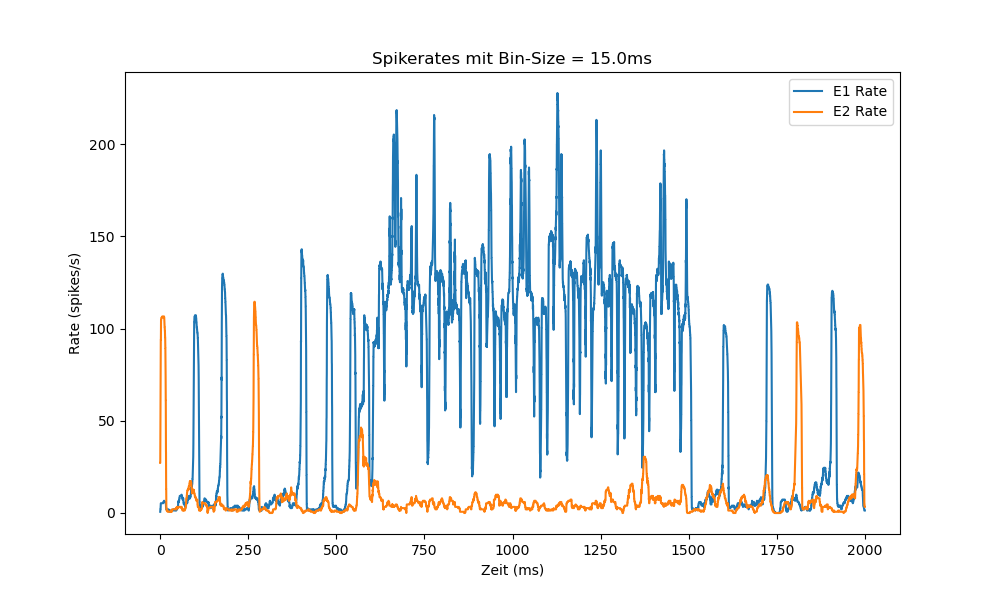 Spikerates mit Bin-Size = 15.0ms
E1 Rate
E2 Rate
200
150
100
50
0
Rate (spikes/s)
0 250 500 750 1000 1250 1500 1750 2000
Zeit (ms)